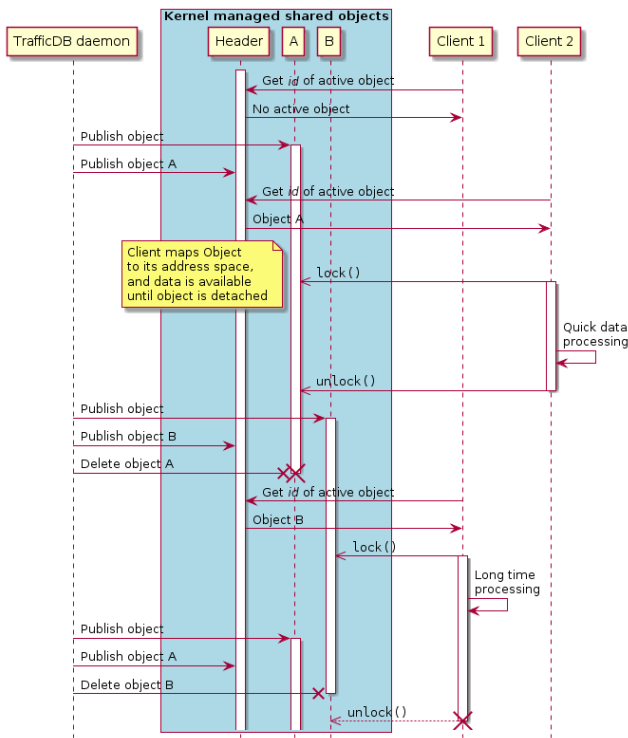 Kernel managed shared objects
TrafficDB daemon
Header
A
B
Client 1
Client 2
Get id of active object
No active object
Publish object
Publish object A
Get id of active object
Object A
Client maps Object
to its address space,
and data is available
until object is detached
lock()
Quick data
processing
unlock()
Publish object
Publish object B
Delete object A
Get id of active object
Object B
lock()
Long time
processing
Publish object
Publish object A
Delete object B
unlock()